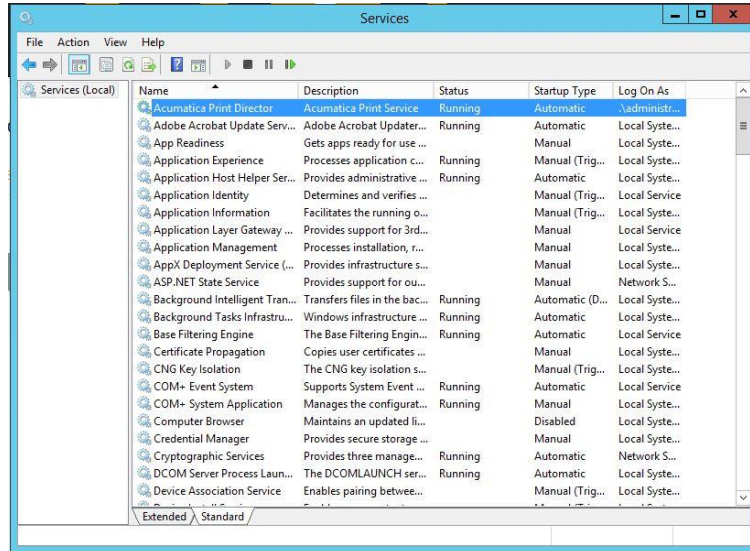 Services
File Action View Help
Services (Local)
Name Description Status Startup Type Log On As
Acumatica Print Director Acumatica Print Service Running Automatic .\administr...
Adobe Acrobat Update Serv... Adobe Acrobat Updater... Running Automatic Local Syste...
App Readiness Gets apps ready for use ... Manual Local Syste...
Application Experience Processes application c... Running Manual (Trig... Local Syste...
Application Host Helper Ser... Provides administrative ... Running Automatic Local Syste...
Application Identity Determines and verifies ... Manual (Trig... Local Service
Application Information Facilitates the running o... Manual (Trig... Local Syste...
Application Layer Gateway ... Provides support for 3rd... Manual Local Service
Application Management Processes installation, r... Manual Local Syste...
AppX Deployment Service (... Provides infrastructure s... Manual Local Syste...
ASP.NET State Service Provides support for ou... Manual Network S...
Background Intelligent Tran... Transfers files in the bac... Running Automatic (D... Local Syste...
Background Tasks Infrastru... Windows infrastructure ... Running Automatic Local Syste...
Base Filtering Engine The Base Filtering Engin... Running Automatic Local Service
Certificate Propagation Copies user certificates ... Manual Local Syste...
CNG Key Isolation The CNG key isolation s... Manual (Trig... Local Syste...
COM+ Event System Supports System Event ... Running Automatic Local Service
COM+ System Application Manages the configurat... Running Manual Local Syste...
Computer Browser Maintains an updated li... Disabled Local Syste...
Credential Manager Provides secure storage ... Manual Local Syste...
Cryptographic Services Provides three manage... Running Automatic Network S...
DCOM Server Process Laun... The DCOMLAUNCH ser... Running Automatic Local Syste...
Device Association Service Enables pairing betwee... Manual (Trig... Local Syste...
Extended Standard